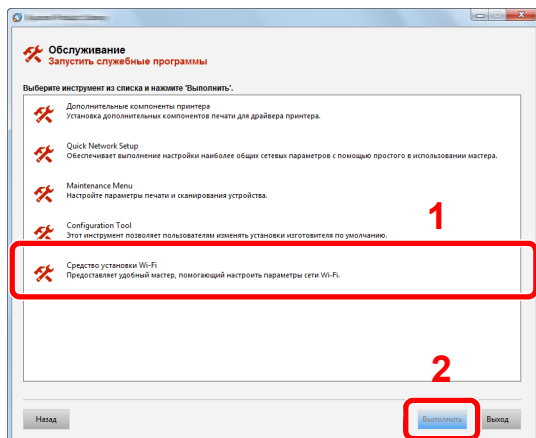 Обслуживание
Запустить служебные программы
Выберите инструмент из списка и нажмите 'Выполнить'.
Дополнительные компоненты принтера
Установка дополнительных компонентов печати для драйвера принтера.
Quick Network Setup
Обеспечивает выполнение настройки наиболее общих сетевых параметров с помощью простого в использовании мастера.
Maintenance Menu
Настройте параметры печати и сканирования устройства.
1
Configuration Tool
Этот инструмент позволяет пользователям изменять установки изготовителя по умолчанию.
Средство установки Wi-Fi
Предоставляет удобный мастер, помогающий настроить параметры сети Wi-Fi.
2
Назад
Выполнить
Выход